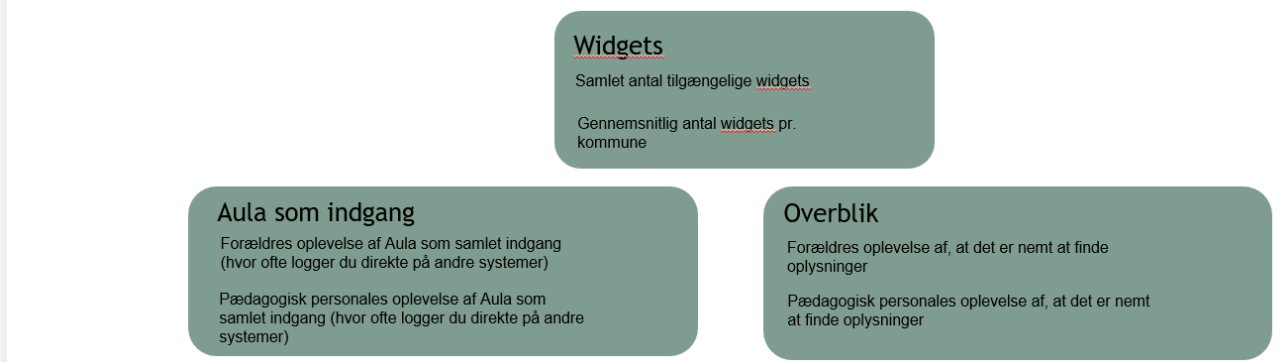 Widgets
Samlet antal tilgængelige widgets
Gennemsnitlig antal widgets pr.
kommune
Aula som indgang
Forældres oplevelse af Aula som samlet indgang
(hvor ofte logger du direkte på andre systemer)
Pædagogisk personales oplevelse af Aula som
samlet indgang (hvor ofte logger du direkte på andre
systemer)
Overblik
Forældres oplevelse af, at det er nemt at finde
oplysninger
Pædagogisk personales oplevelse af, at det er nemt
at finde oplysninger